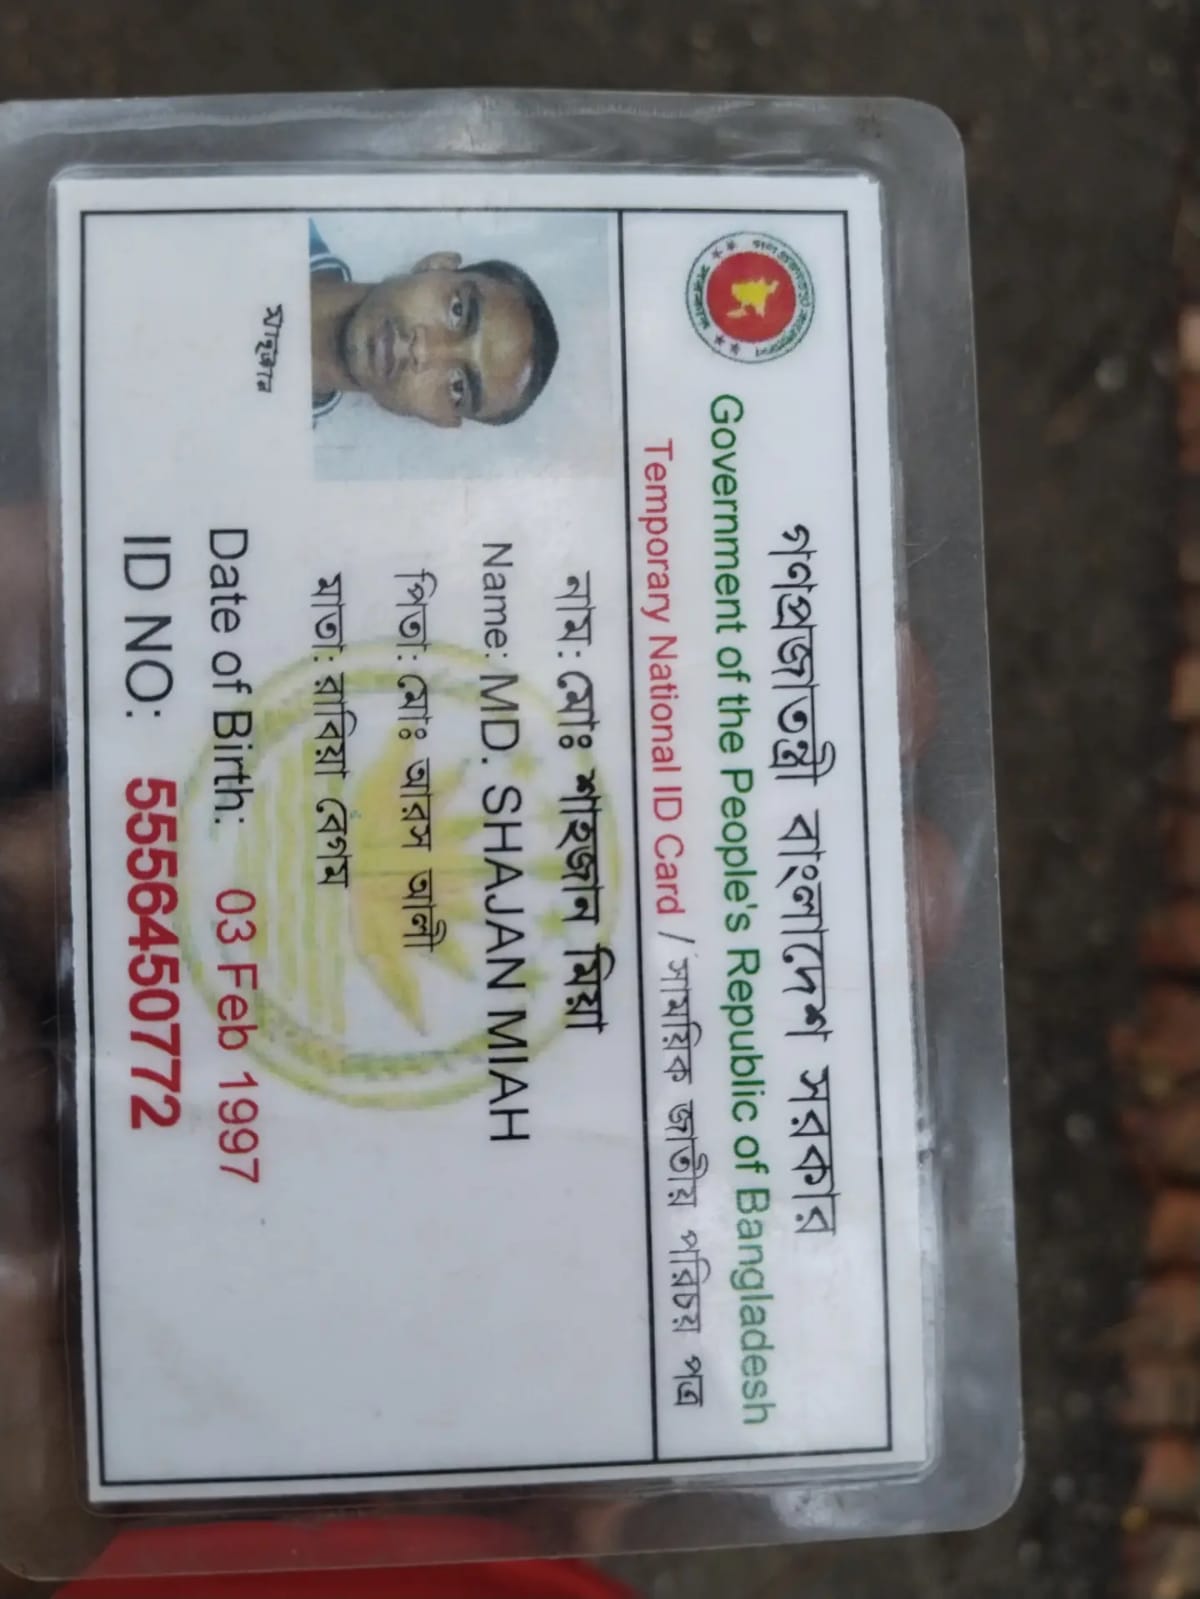 গণপ্রজাতন্ত্রী বাংলাদেশ সরকার
Government of the People's Republic of Bangladesh
Temporary National ID Card / সাময়িক জাতীয় পরিচয় পত্র
নাম: মোঃ শাহজান মিয়া
Name: MD. SHAJAN MIAH
পিতা: মোঃ আরস আলী
মাতা: রাবিয়া বেগম
Date of Birth: 03 Feb 1997
ID NO: 5556450772